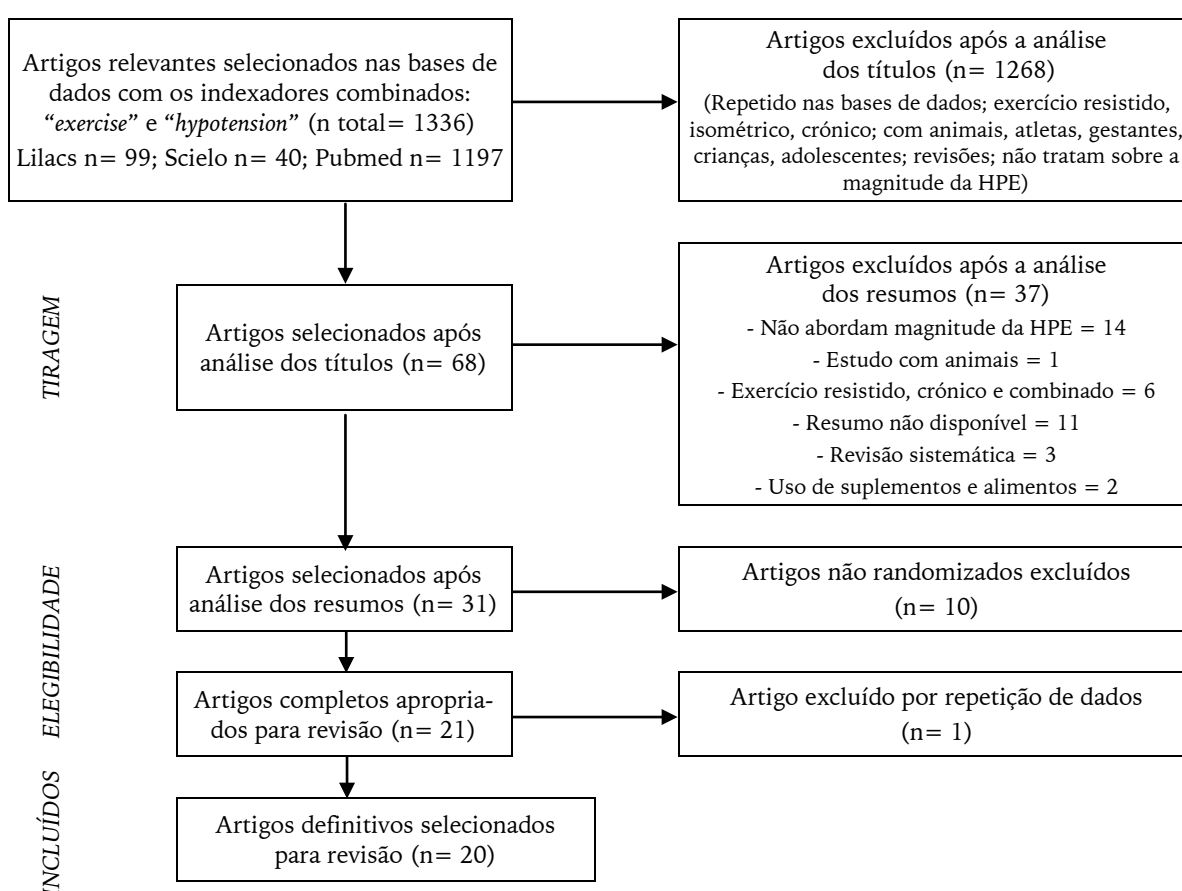 Artigos relevantes selecionados nas bases de
dados com os indexadores combinados:
“exercise” e “hypotension” (n total= 1336)
Lilacs n= 99; Scielo n= 40; Pubmed n= 1197
Artigos excluídos após a análise
dos títulos (n= 1268)
(Repetido nas bases de dados; exercício resistido,
isométrico, crónico; com animais, atletas, gestantes,
crianças, adolescentes; revisões; não tratam sobre a
magnitude da HPE)
TIRAGEM
Artigos selecionados após
análise dos títulos (n= 68)
Artigos excluídos após a análise
dos resumos (n= 37)
- Não abordam magnitude da HPE = 14
- Estudo com animais = 1
- Exercício resistido, crónico e combinado = 6
- Resumo não disponível = 11
- Revisão sistemática = 3
- Uso de suplementos e alimentos = 2
ELEGIBILIDADE
Artigos selecionados após
análise dos resumos (n= 31)
Artigos não randomizados excluídos
(n= 10)
Artigos completos apropria-
dos para revisão (n= 21)
Artigo excluído por repetição de dados
(n= 1)
INCLUÍDOS
Artigos definitivos selecionados
para revisão (n= 20)